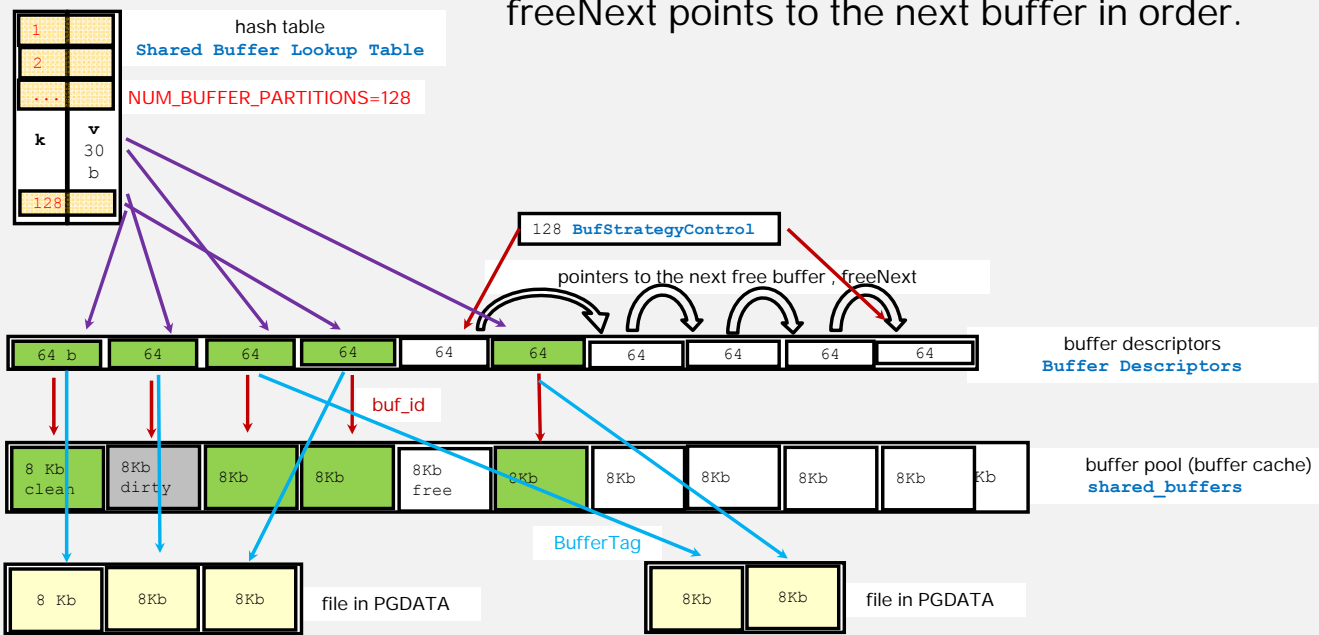 freeNext points to the next buffer in order.
1
hash table
Shared Buffer Lookup Table
2
...
NUM_BUFFER_PARTITIONS=128
k
v
30
b
128
128 BufStrategyControl
pointers to the next free buffer , freeNext
64 b
64
64
64
64
64
64
64
64
64
buffer descriptors
Buffer Descriptors
buf_id
8 Kb
clean
8Kb
dirty
8Kb
8Kb
8Kb
free
8Kb
8Kb
8Kb
8Kb
8Kb
Kb
buffer pool (buffer cache)
shared_buffers
BufferTag
8 Kb
8Kb
8Kb
file in PGDATA
8Kb
8Kb
file in PGDATA